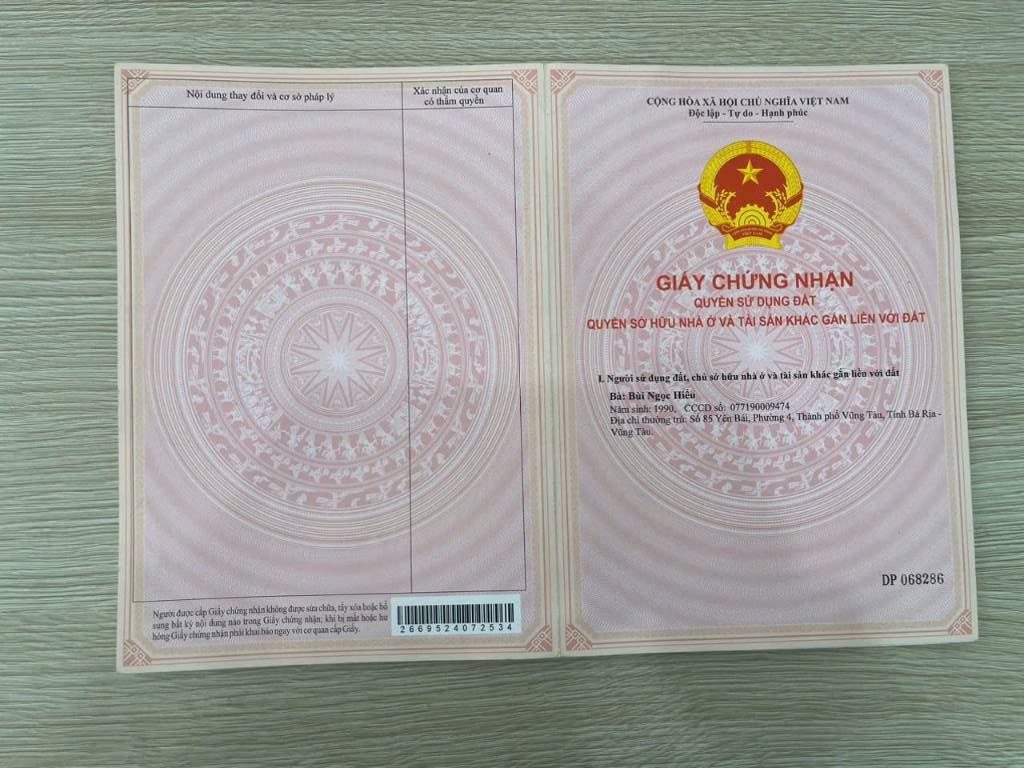 Nội dung thay đổi và cơ sở pháp lý
Xác nhận của cơ quan
có thẩm quyền
Người được cấp Giấy chứng nhận không được sửa chữa, tẩy xóa hoặc bổ
sung bất kỳ nội dung nào trong Giấy chứng nhận; khi bị mất hoặc hư
hỏng Giấy chứng nhận phải khai báo ngay với cơ quan cấp Giấy.
2669524072534
CỘNG HÒA XÃ HỘI CHỦ NGHĨA VIỆT NAM
Độc lập - Tự do - Hạnh phúc
VIỆT NAM
GIẤY CHỨNG NHẬN
QUYỀN SỬ DỤNG ĐẤT
QUYỀN SỞ HỮU NHÀ Ở VÀ TÀI SẢN KHÁC GẮN LIỀN VỚI ĐẤT
I. Người sử dụng đất, chủ sở hữu nhà ở và tài sản khác gắn liền với đất
Bà: Bùi Ngọc Hiếu
Năm sinh: 1990, CCCD số: 077190009474
Địa chỉ thường trú: Số 85 Yên Bái, Phường 4, Thành phố Vũng Tàu, Tỉnh Bà Rịa -
Vũng Tàu.
DP 068286